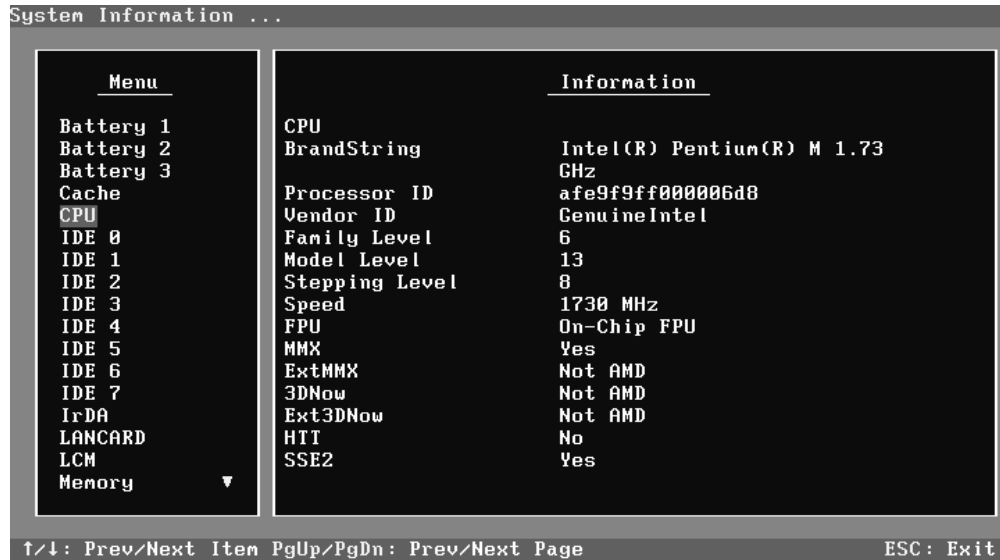 System Information ...
Menu
Battery 1
Battery 2
Battery 3
Cache
CPU
IDE 0
IDE 1
IDE 2
IDE 3
IDE 4
IDE 5
IDE 6
IDE 7
IrDA
LANCARD
LCM
Memory ▼
Information
CPU
BrandString Intel(R) Pentium(R) M 1.73
GHz
Processor ID afe9f9ff000006d8
Vendor ID GenuineIntel
Family Level 6
Model Level 13
Stepping Level 8
Speed 1730 MHz
FPU On-Chip FPU
MMX Yes
ExtMMX Not AMD
3DNow Not AMD
Ext3DNow Not AMD
HTT No
SSE2 Yes
↑/↓: Prev/Next Item PgUp/PgDn: Prev/Next Page ESC: Exit